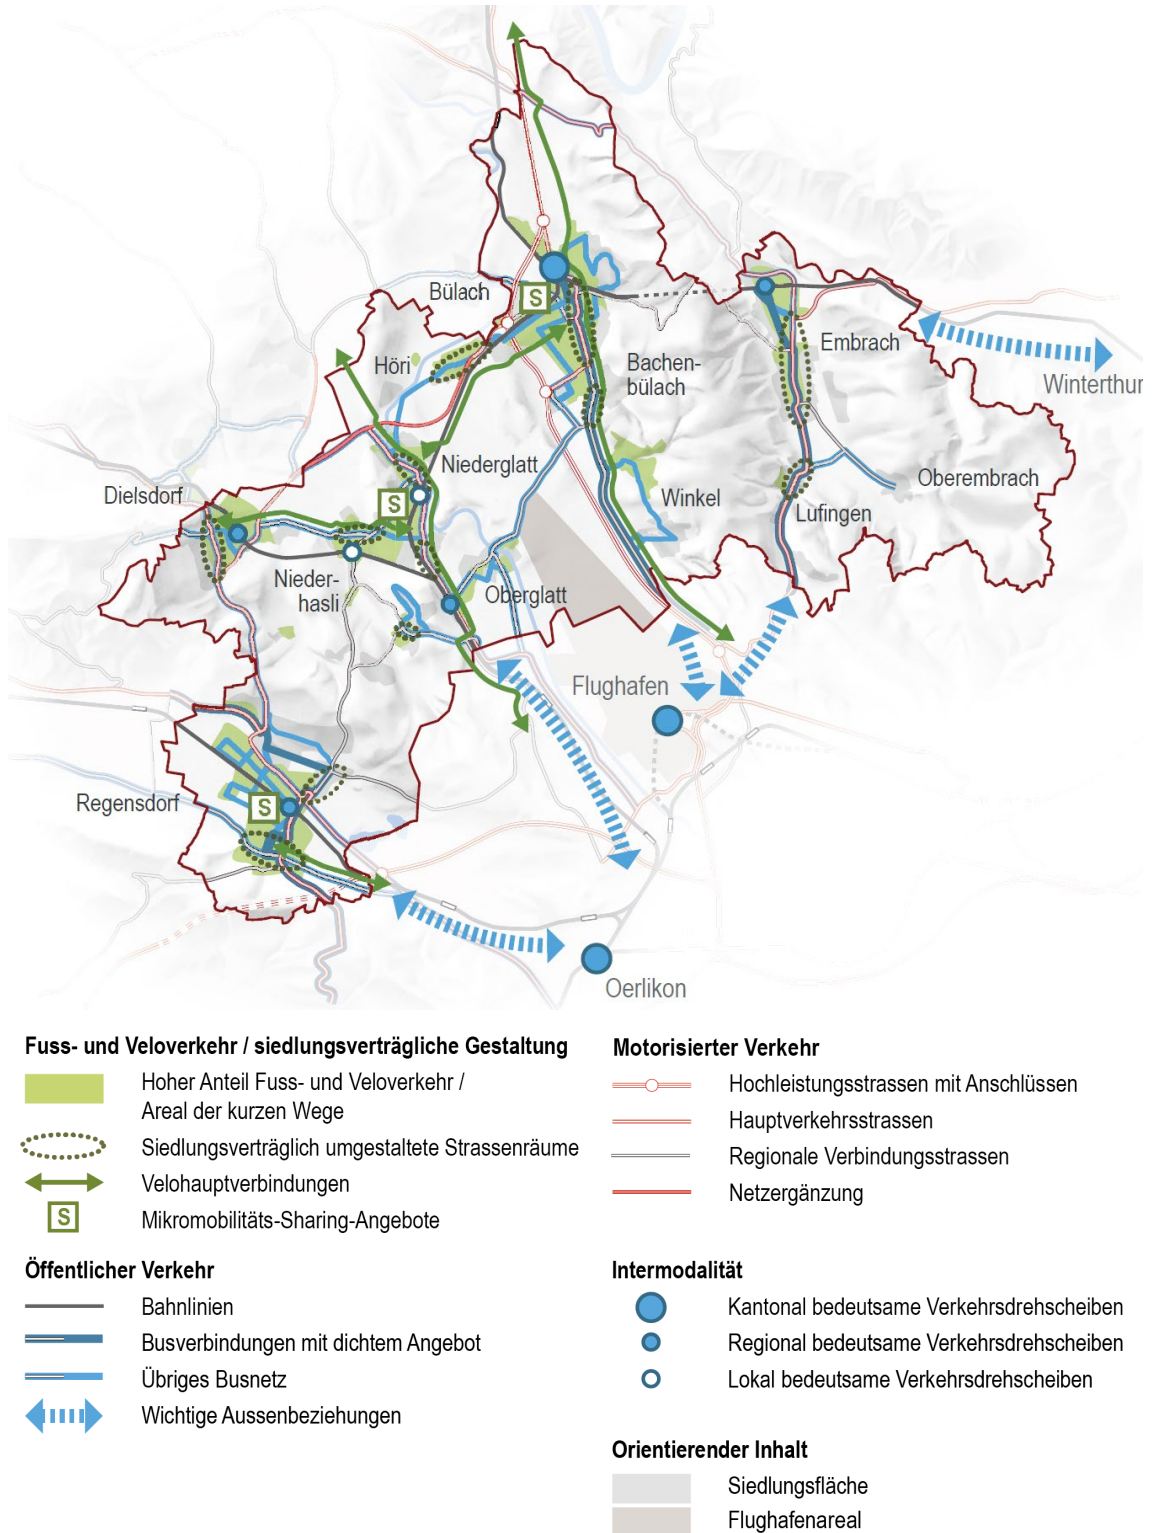 Bülach
S
Embrach
Höri
Bachen-
bülach
Winterthur
Niederglatt
Oberembrach
Dielsdorf
S
Winkel
Lufingen
Nieder-
hasli
Oberglatt
Flughafen
Regensdorf
S
Oerlikon
Fuss- und Veloverkehr / siedlungsverträgliche Gestaltung
Hoher Anteil Fuss- und Veloverkehr /
Areal der kurzen Wege
Siedlungsverträglich umgestaltete Strassenräume
Velohauptverbindungen
S
Mikromobilitäts-Sharing-Angebote
Öffentlicher Verkehr
Bahnlinien
Busverbindungen mit dichtem Angebot
Übriges Busnetz
Wichtige Aussenbeziehungen
Motorisierter Verkehr
Hochleistungsstrassen mit Anschlüssen
Hauptverkehrsstrassen
Regionale Verbindungsstrassen
Netzergänzung
Intermodalität
Kantonal bedeutsame Verkehrsdrehscheiben
Regional bedeutsame Verkehrsdrehscheiben
Lokal bedeutsame Verkehrsdrehscheiben
Orientierender Inhalt
Siedlungsfläche
Flughafenareal